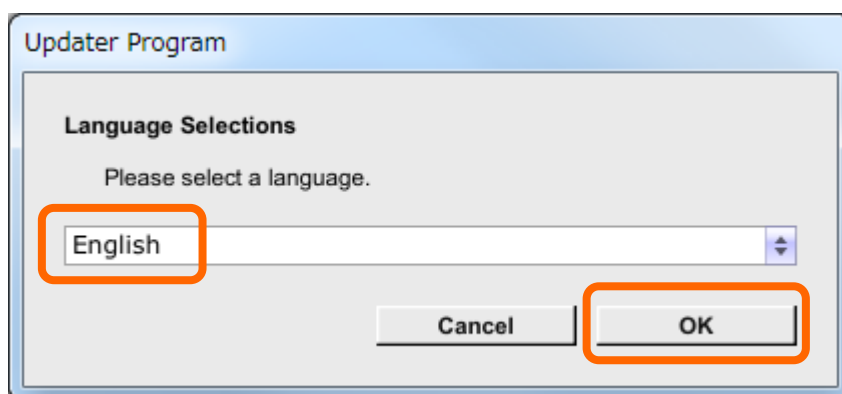 Updater Program
Language Selections
Please select a language.
English
Cancel OK